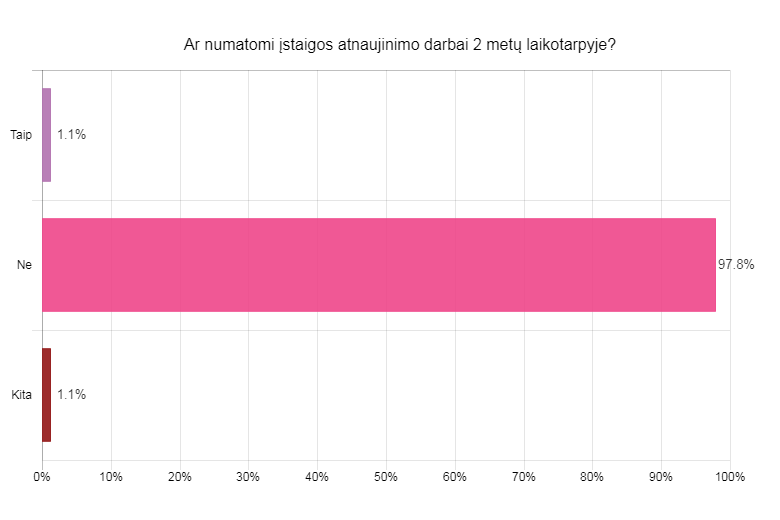 Ar numatomi įstaigos atnaujinimo darbai 2 metų laikotarpyje?
Taip 1.1%
Ne 97.8%
Kita 1.1%
0% 10% 20% 30% 40% 50% 60% 70% 80% 90% 100%